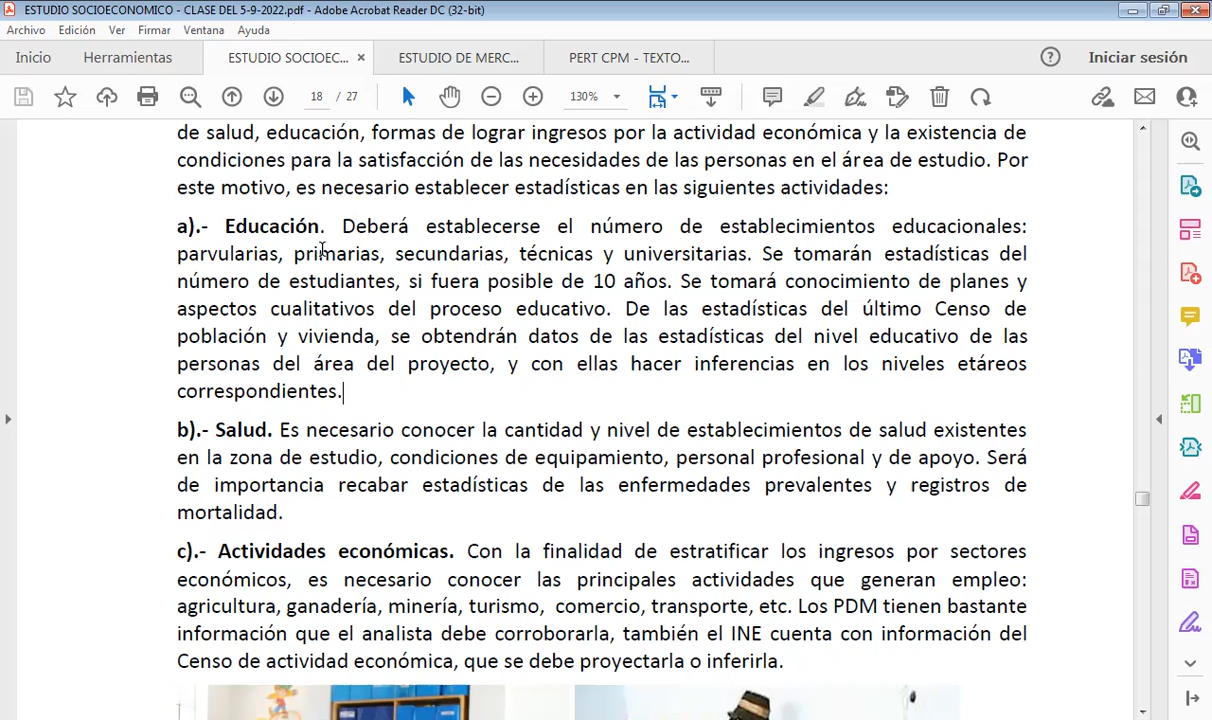 ESTUDIO SOCIOECONOMICO - CLASE DEL 5-9-2022.pdf - Adobe Acrobat Reader DC (32-bit)
Archivo Edición Ver Firmar Ventana Ayuda
Inicio Herramientas ESTUDIO SOCIOEC... × ESTUDIO DE MERC... PERT CPM - TEXTO... Iniciar sesión
18 / 27 130%
de salud, educación, formas de lograr ingresos por la actividad económica y la existencia de
condiciones para la satisfacción de las necesidades de las personas en el área de estudio. Por
este motivo, es necesario establecer estadísticas en las siguientes actividades:
a).- Educación. Deberá establecerse el número de establecimientos educacionales:
parvularias, primarias, secundarias, técnicas y universitarias. Se tomarán estadísticas del
número de estudiantes, si fuera posible de 10 años. Se tomará conocimiento de planes y
aspectos cualitativos del proceso educativo. De las estadísticas del último Censo de
población y vivienda, se obtendrán datos de las estadísticas del nivel educativo de las
personas del área del proyecto, y con ellas hacer inferencias en los niveles etáreos
correspondientes.
b).- Salud. Es necesario conocer la cantidad y nivel de establecimientos de salud existentes
en la zona de estudio, condiciones de equipamiento, personal profesional y de apoyo. Será
de importancia recabar estadísticas de las enfermedades prevalentes y registros de
mortalidad.
c).- Actividades económicas. Con la finalidad de estratificar los ingresos por sectores
económicos, es necesario conocer las principales actividades que generan empleo:
agricultura, ganadería, minería, turismo, comercio, transporte, etc. Los PDM tienen bastante
información que el analista debe corroborarla, también el INE cuenta con información del
Censo de actividad económica, que se debe proyectarla o inferirla.